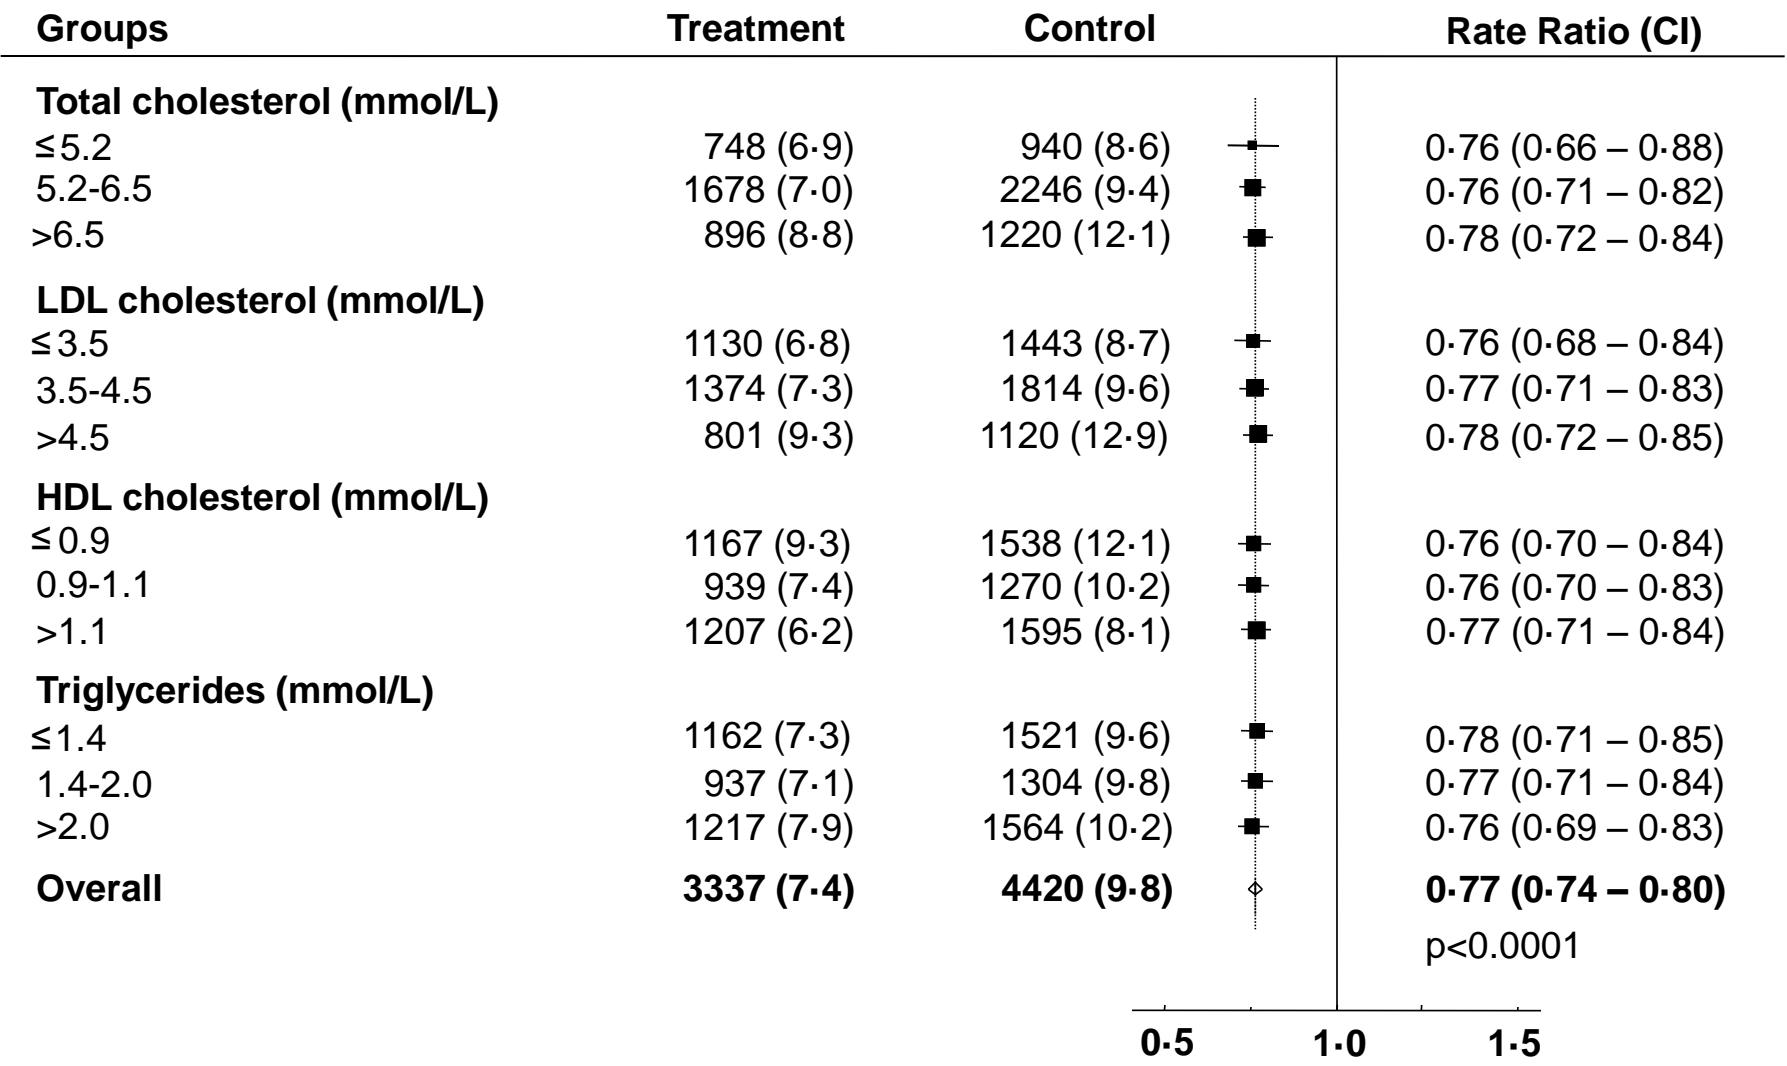 Groups Treatment Control Rate Ratio (CI)
Total cholesterol (mmol/L)
≤5.2 748 (6·9) 940 (8·6) 0·76 (0·66 – 0·88)
5.2-6.5 1678 (7·0) 2246 (9·4) 0·76 (0·71 – 0·82)
>6.5 896 (8·8) 1220 (12·1) 0·78 (0·72 – 0·84)
LDL cholesterol (mmol/L)
≤3.5 1130 (6·8) 1443 (8·7) 0·76 (0·68 – 0·84)
3.5-4.5 1374 (7·3) 1814 (9·6) 0·77 (0·71 – 0·83)
>4.5 801 (9·3) 1120 (12·9) 0·78 (0·72 – 0·85)
HDL cholesterol (mmol/L)
≤0.9 1167 (9·3) 1538 (12·1) 0·76 (0·70 – 0·84)
0.9-1.1 939 (7·4) 1270 (10·2) 0·76 (0·70 – 0·83)
>1.1 1207 (6·2) 1595 (8·1) 0·77 (0·71 – 0·84)
Triglycerides (mmol/L)
≤1.4 1162 (7·3) 1521 (9·6) 0·78 (0·71 – 0·85)
1.4-2.0 937 (7·1) 1304 (9·8) 0·77 (0·71 – 0·84)
>2.0 1217 (7·9) 1564 (10·2) 0·76 (0·69 – 0·83)
Overall 3337 (7·4) 4420 (9·8) 0·77 (0·74 – 0·80)
p<0.0001
0·5 1·0 1·5